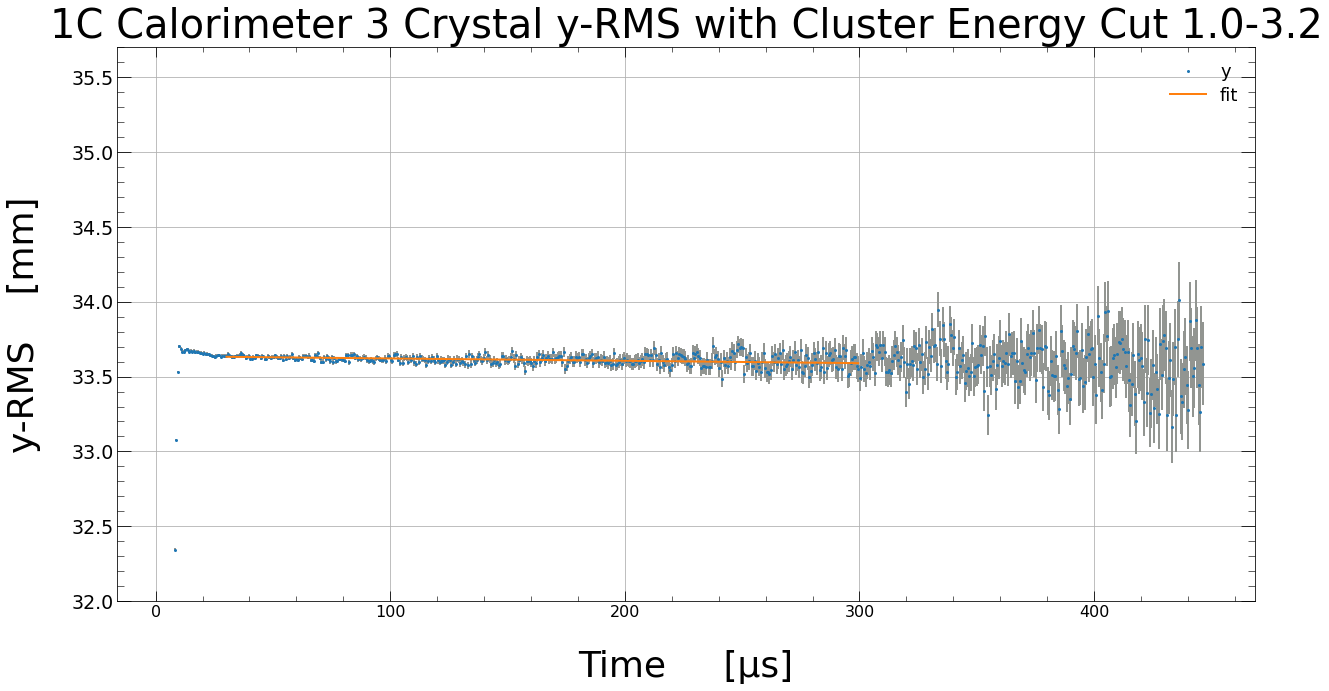 1C Calorimeter 3 Crystal y-RMS with Cluster Energy Cut 1.0-3.2
y
fit
35.5
35.0
34.5
34.0
33.5
33.0
32.5
32.0
y-RMS [mm]
0 100 200 300 400
Time [μs]